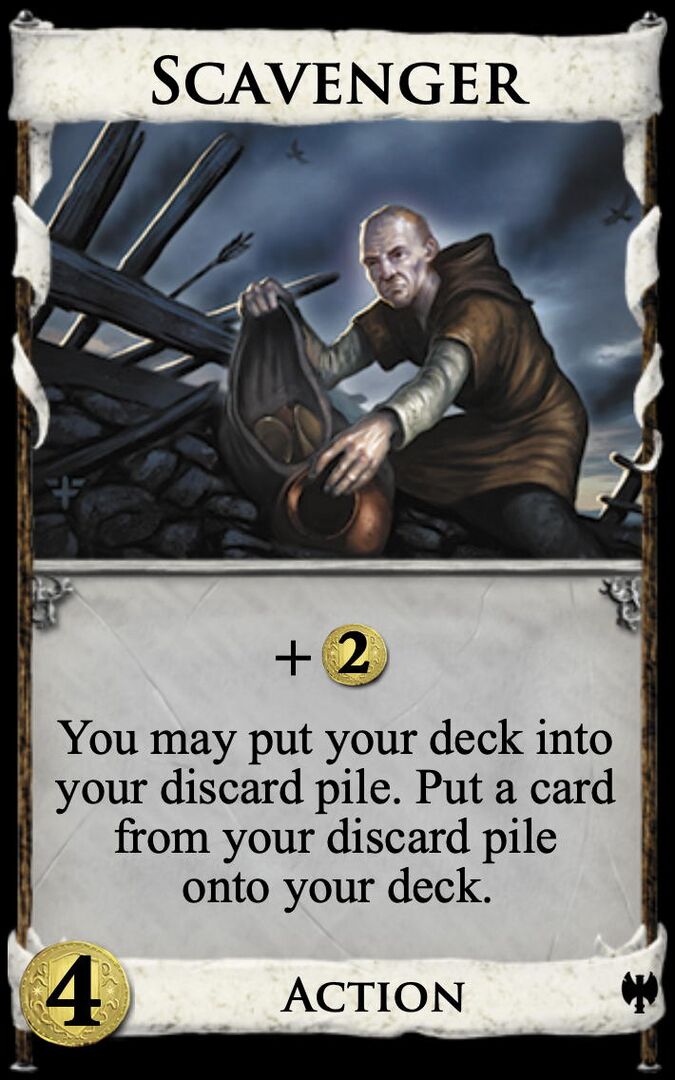 SCAVENGER
+ 2
You may put your deck into
your discard pile. Put a card
from your discard pile
onto your deck.
4
ACTION